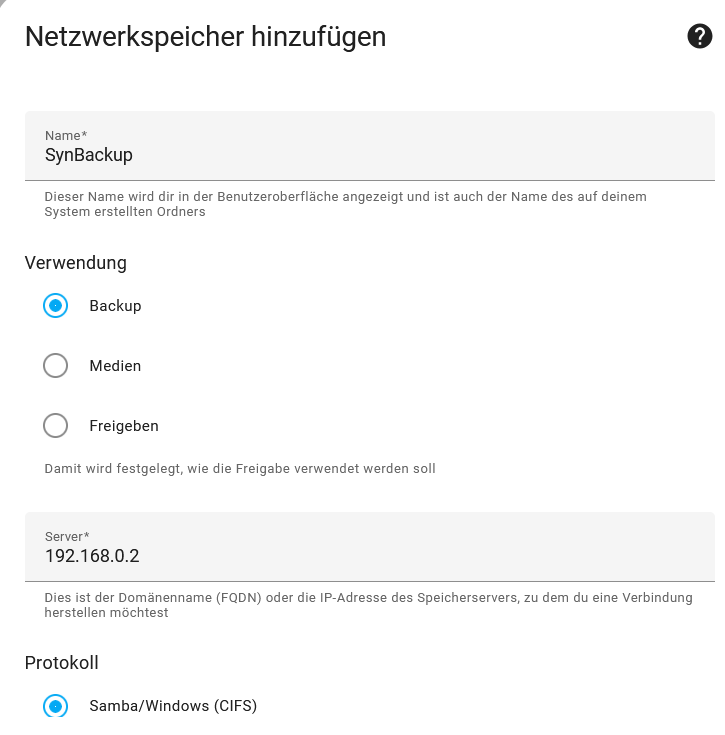 Netzwerkspeicher hinzufügen
Name*
SynBackup
Dieser Name wird dir in der Benutzeroberfläche angezeigt und ist auch der Name des auf deinem
System erstellten Ordners
Verwendung
Backup
Medien
Freigeben
Damit wird festgelegt, wie die Freigabe verwendet werden soll
Server*
192.168.0.2
Dies ist der Domänenname (FQDN) oder die IP-Adresse des Speicherservers, zu dem du eine Verbindung
herstellen möchtest
Protokoll
Samba/Windows (CIFS)